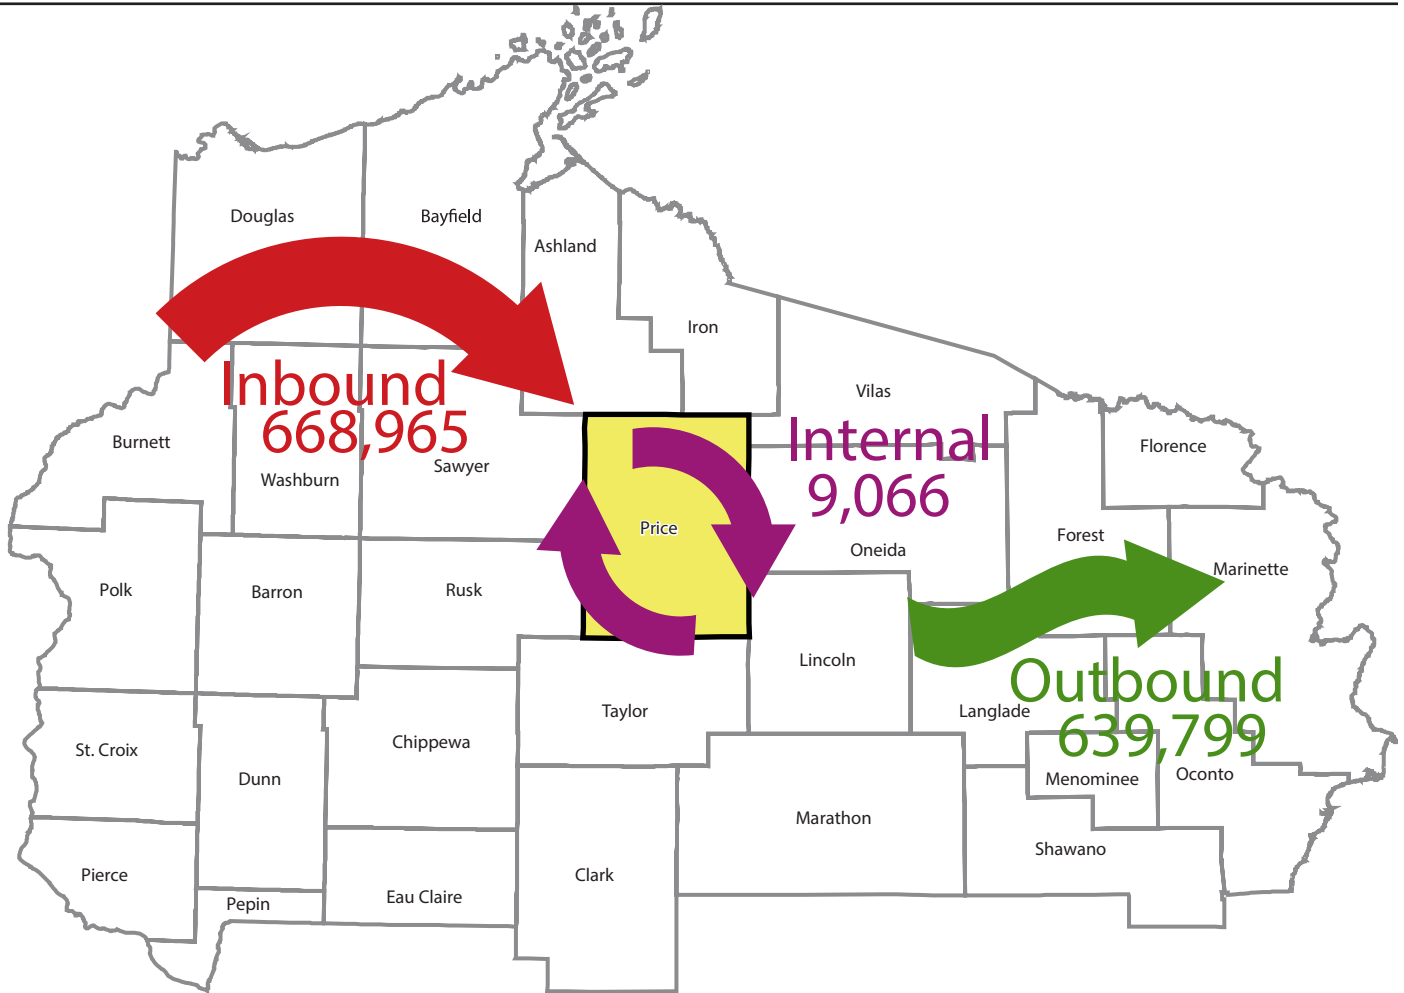 Douglas
Bayfield
Ashland
Iron
Inbound
668,965
Vilas
Burnett
Washburn
Sawyer
Internal
9,066
Florence
Price
Oneida
Forest
Marinette
Polk
Barron
Rusk
Lincoln
Outbound
639,799
Taylor
Langlade
St. Croix
Dunn
Chippewa
Menominee
Oconto
Marathon
Shawano
Pierce
Pepin
Eau Claire
Clark